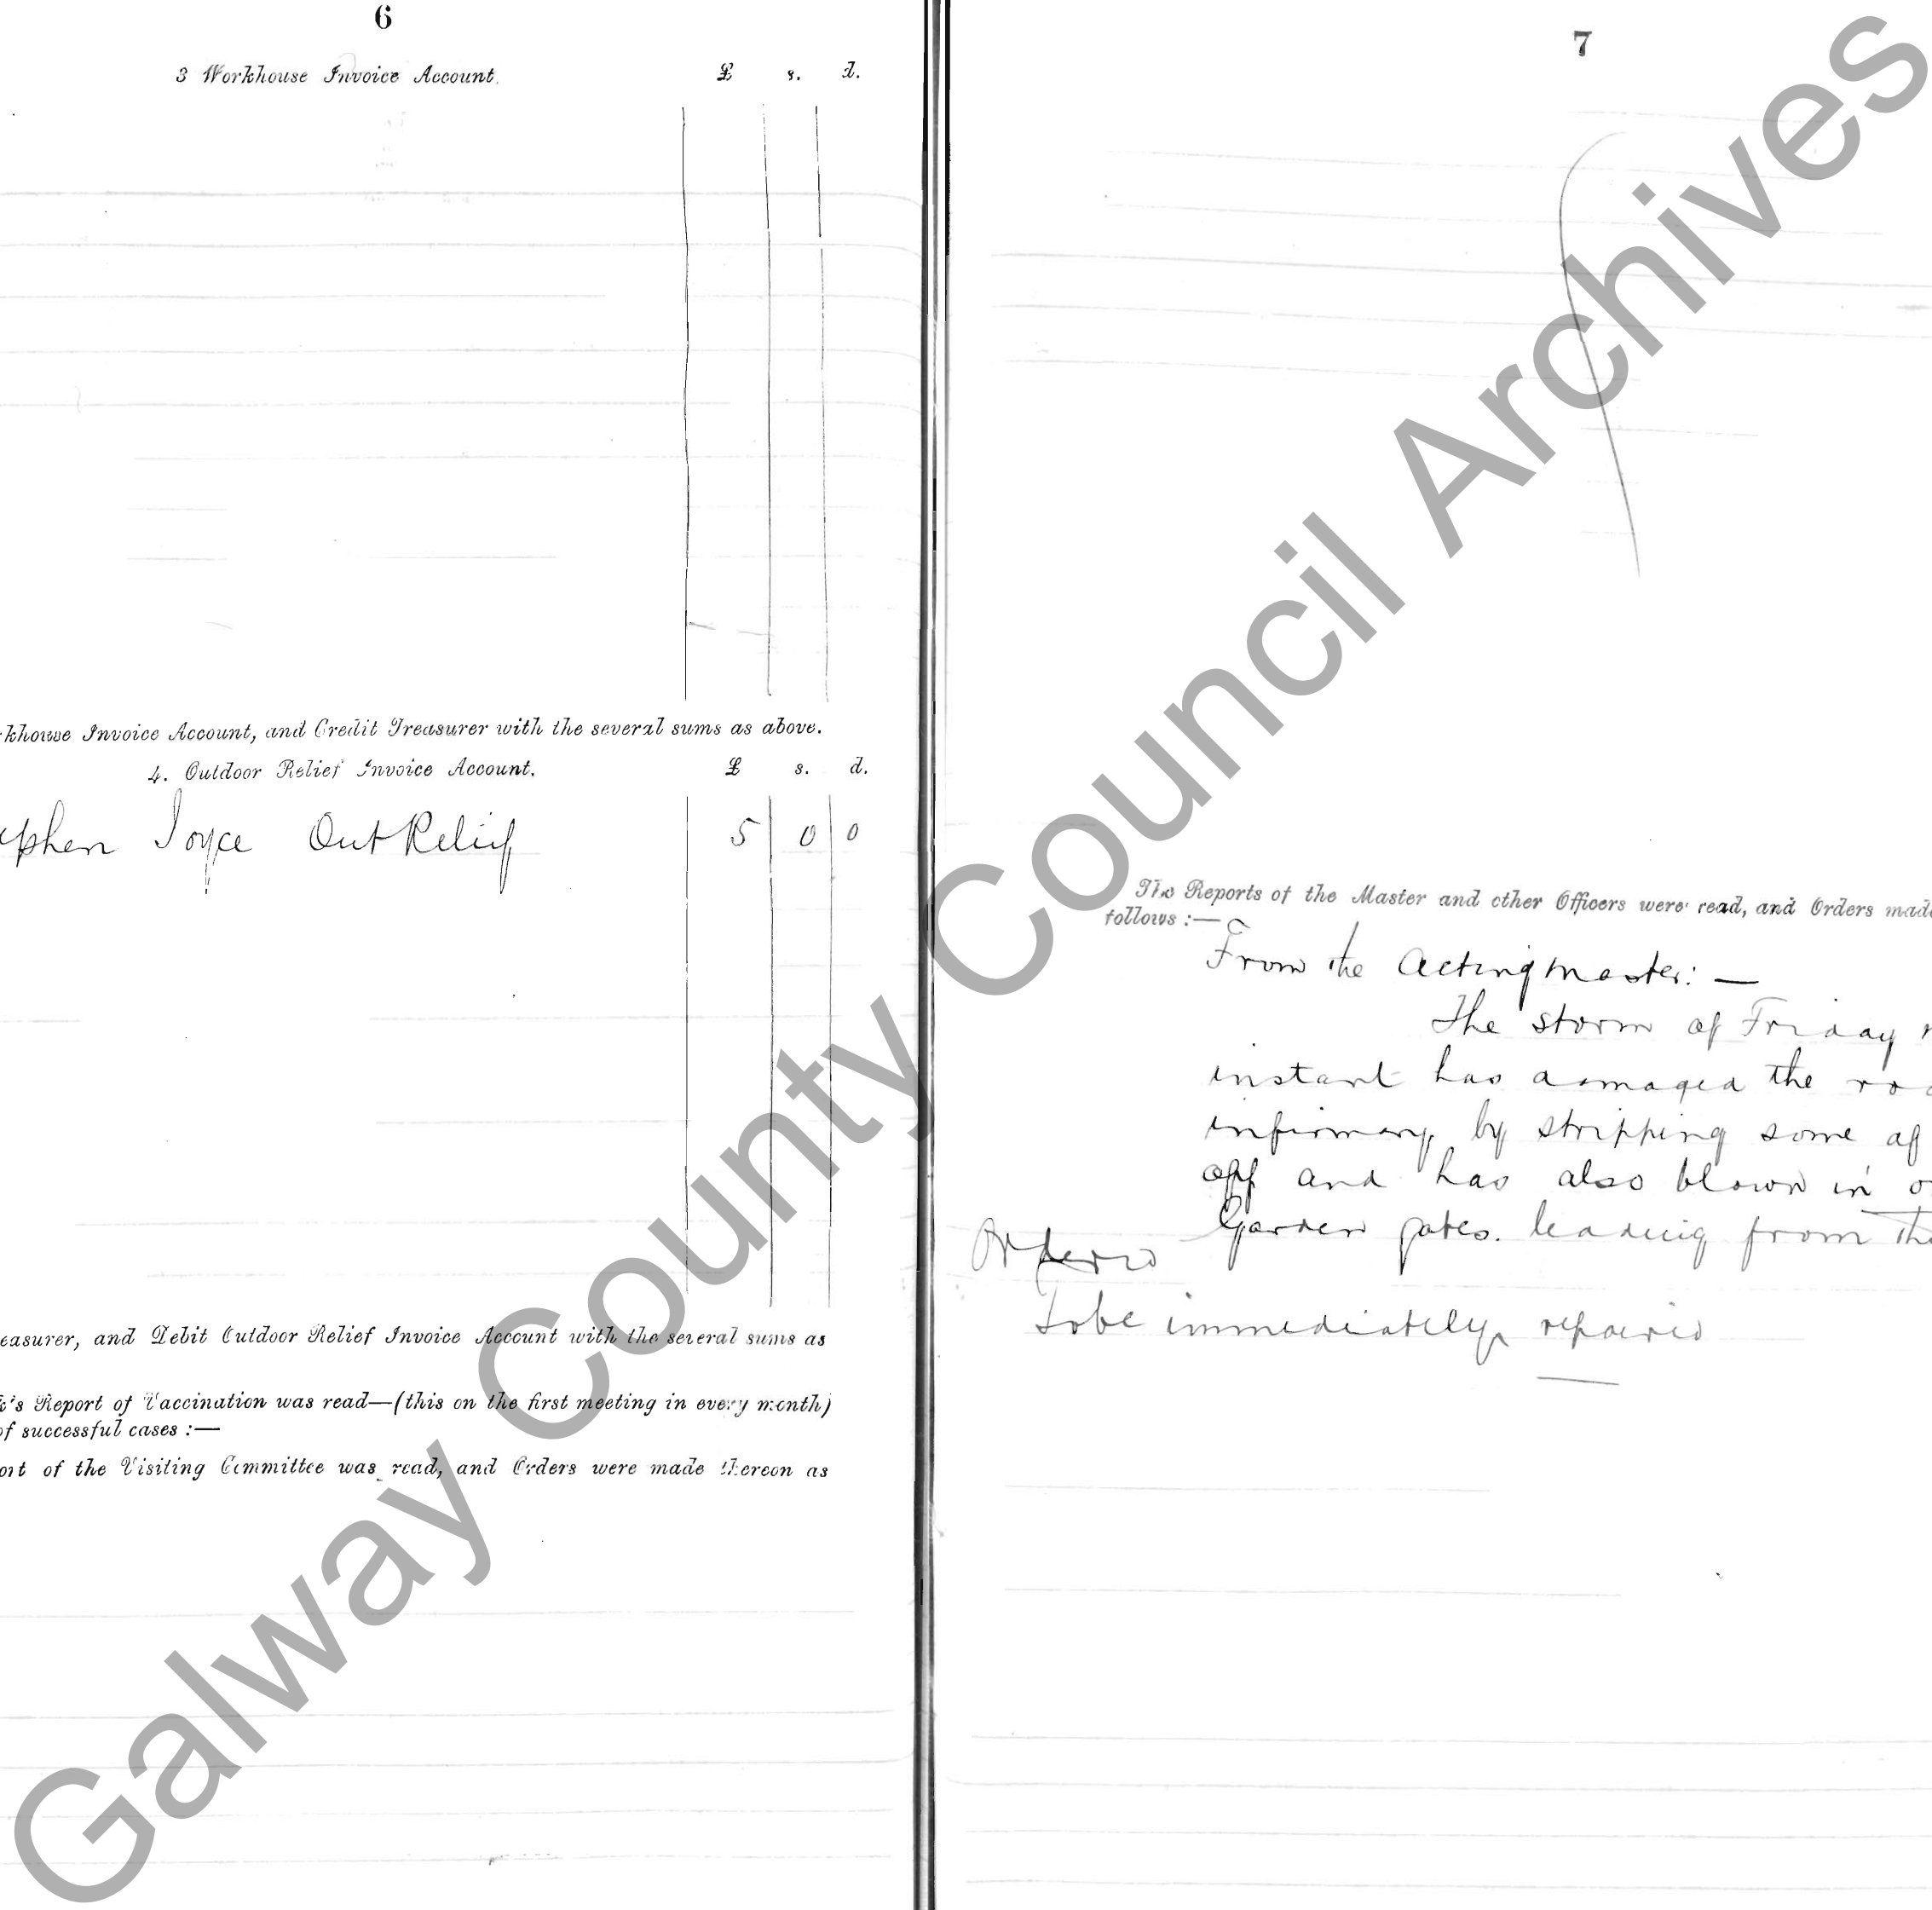 6
3 Workhouse Invoice Account. £ s. d.
khouse Invoice Account, and Credit Treasurer with the several sums as above.
4. Outdoor Relief Invoice Account. £ s. d.
ephen Joyce Out Relief 5 0 0
easurer, and Debit Outdoor Relief Invoice Account with the several sums as
k's Report of Vaccination was read—(this on the first meeting in every month)
of successful cases :—
ort of the Visiting Committee was read, and Orders were made thereon as
7
The Reports of the Master and other Officers were read, and Orders made
follows :—
From the Acting Master: —
The storm of Friday n
instant has damaged the roo
infirmary by stripping some of
off and has also blown in o
Garden gates. leading from the
Ordered
To be immediately repaired
Galway County Council Archives